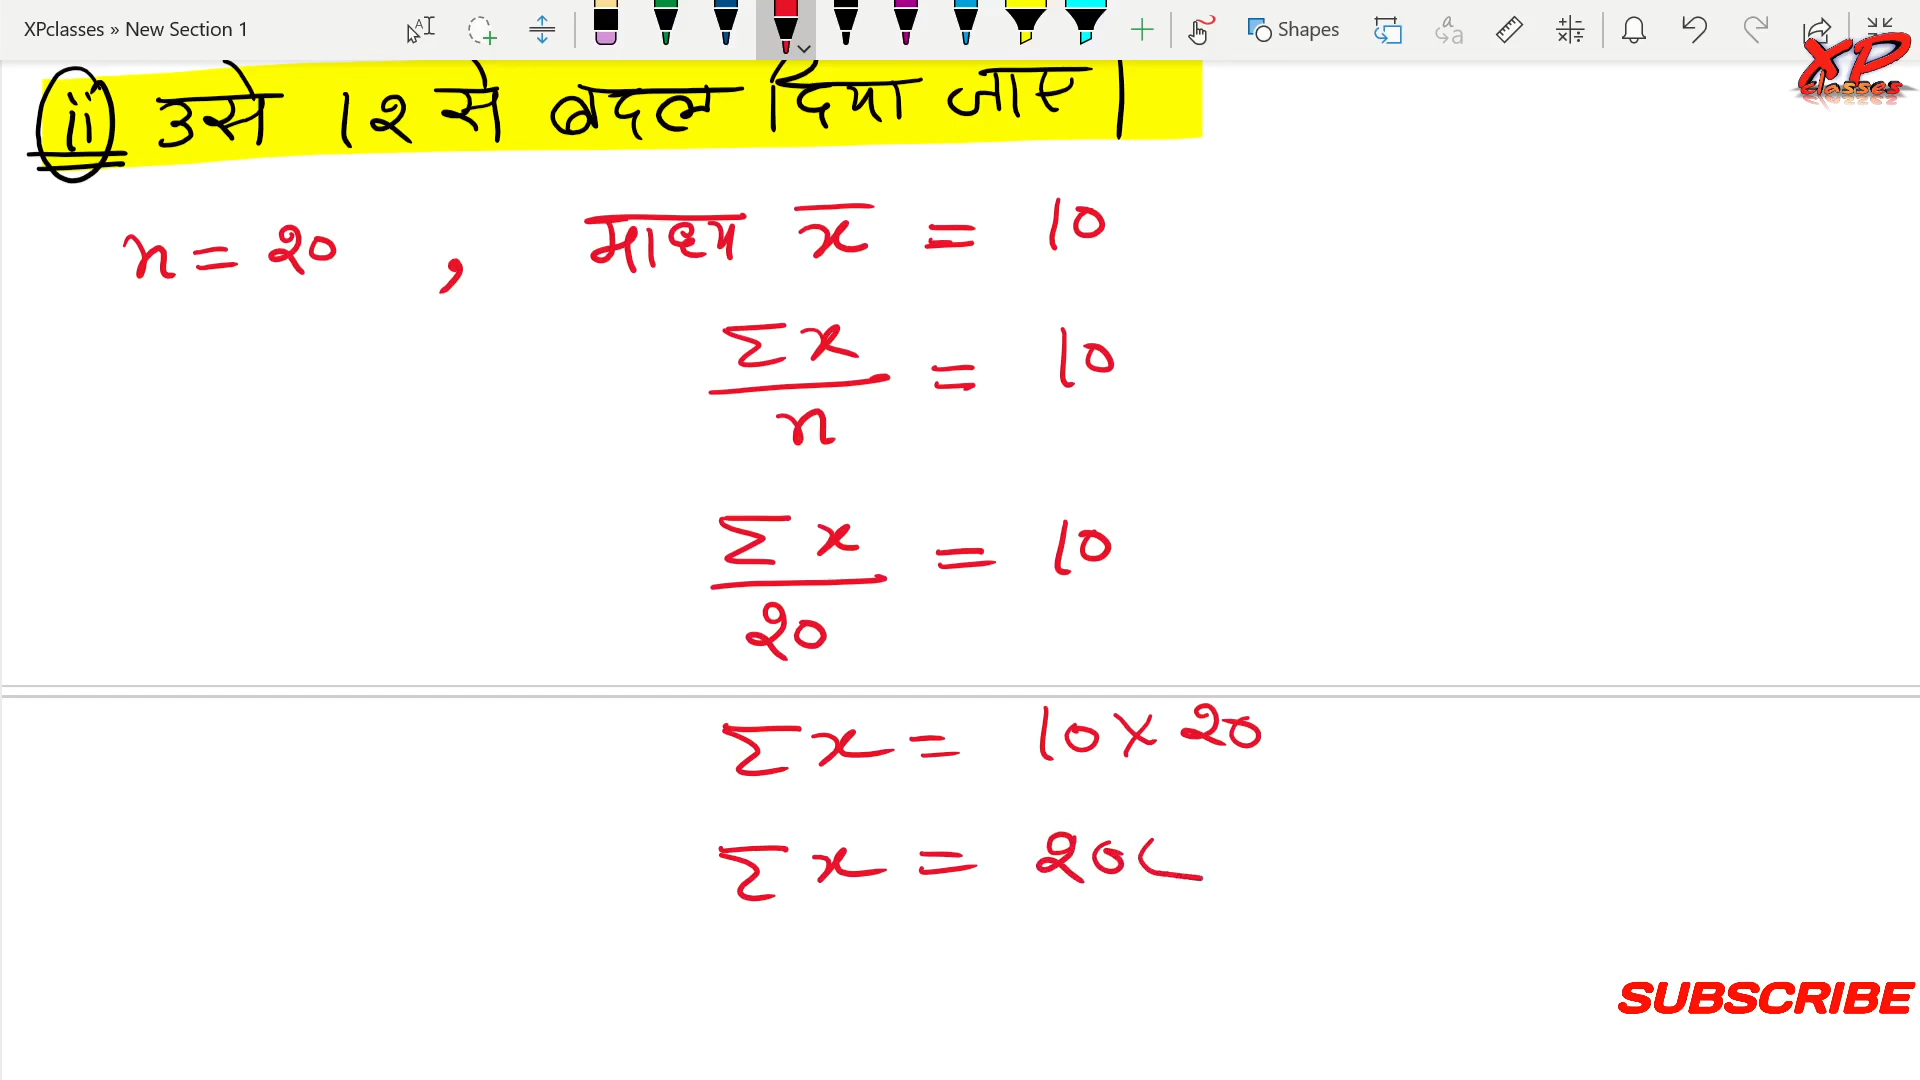 XPclasses » New Section 1
Shapes
XP classes
ii उसे 12 से बदल दिया जाए।
n = 20 , माध्य x̅ = 10
Σx/n = 10
Σx/20 = 10
Σx = 10 × 20
Σx = 20
SUBSCRIBE